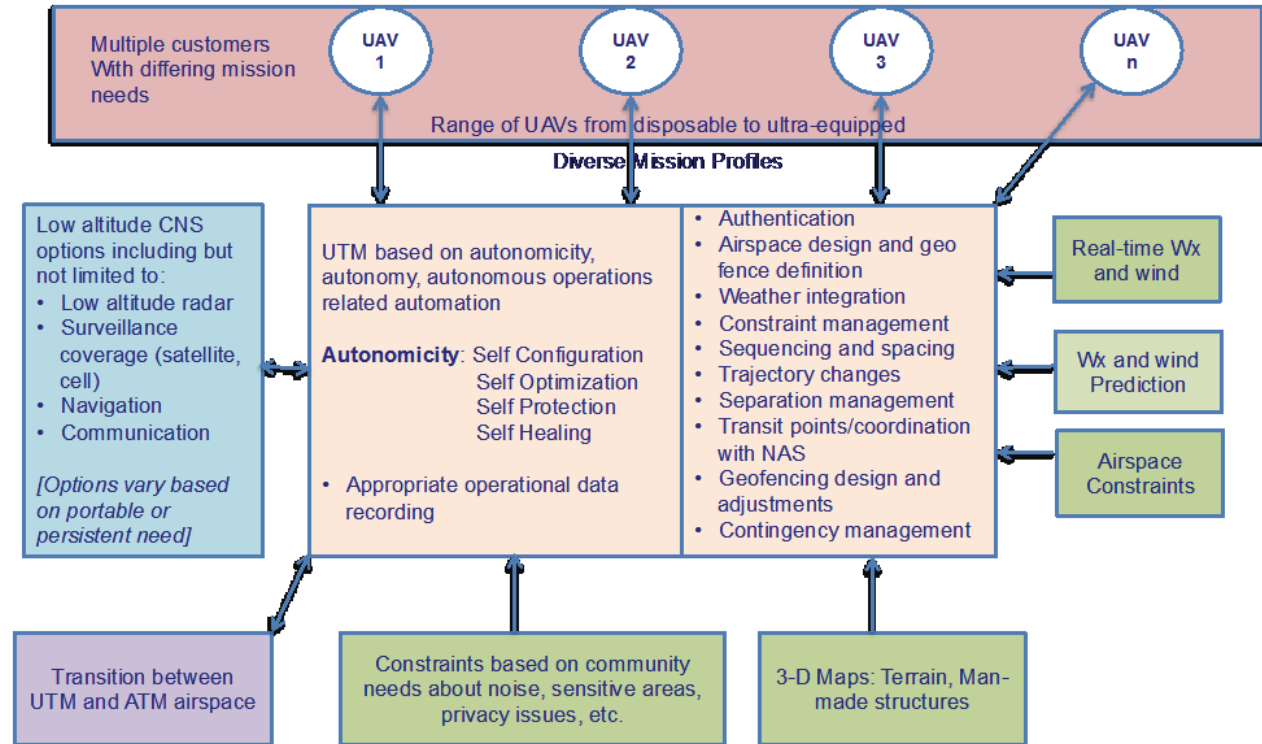 Multiple customers
With differing mission
needs
UAV
1
UAV
2
UAV
3
UAV
n
Range of UAVs from disposable to ultra-equipped
Diverse Mission Profiles
Low altitude CNS
options including but
not limited to:
• Low altitude radar
• Surveillance
coverage (satellite,
cell)
• Navigation
• Communication
[Options vary based
on portable or
persistent need]
UTM based on autonomicity,
autonomy, autonomous operations
related automation
Autonomicity: Self Configuration
Self Optimization
Self Protection
Self Healing
• Appropriate operational data
recording
• Authentication
• Airspace design and geo
fence definition
• Weather integration
• Constraint management
• Sequencing and spacing
• Trajectory changes
• Separation management
• Transit points/coordination
with NAS
• Geofencing design and
adjustments
• Contingency management
Real-time Wx
and wind
Wx and wind
Prediction
Airspace
Constraints
Transition between
UTM and ATM airspace
Constraints based on community
needs about noise, sensitive areas,
privacy issues, etc.
3-D Maps: Terrain, Man-
made structures